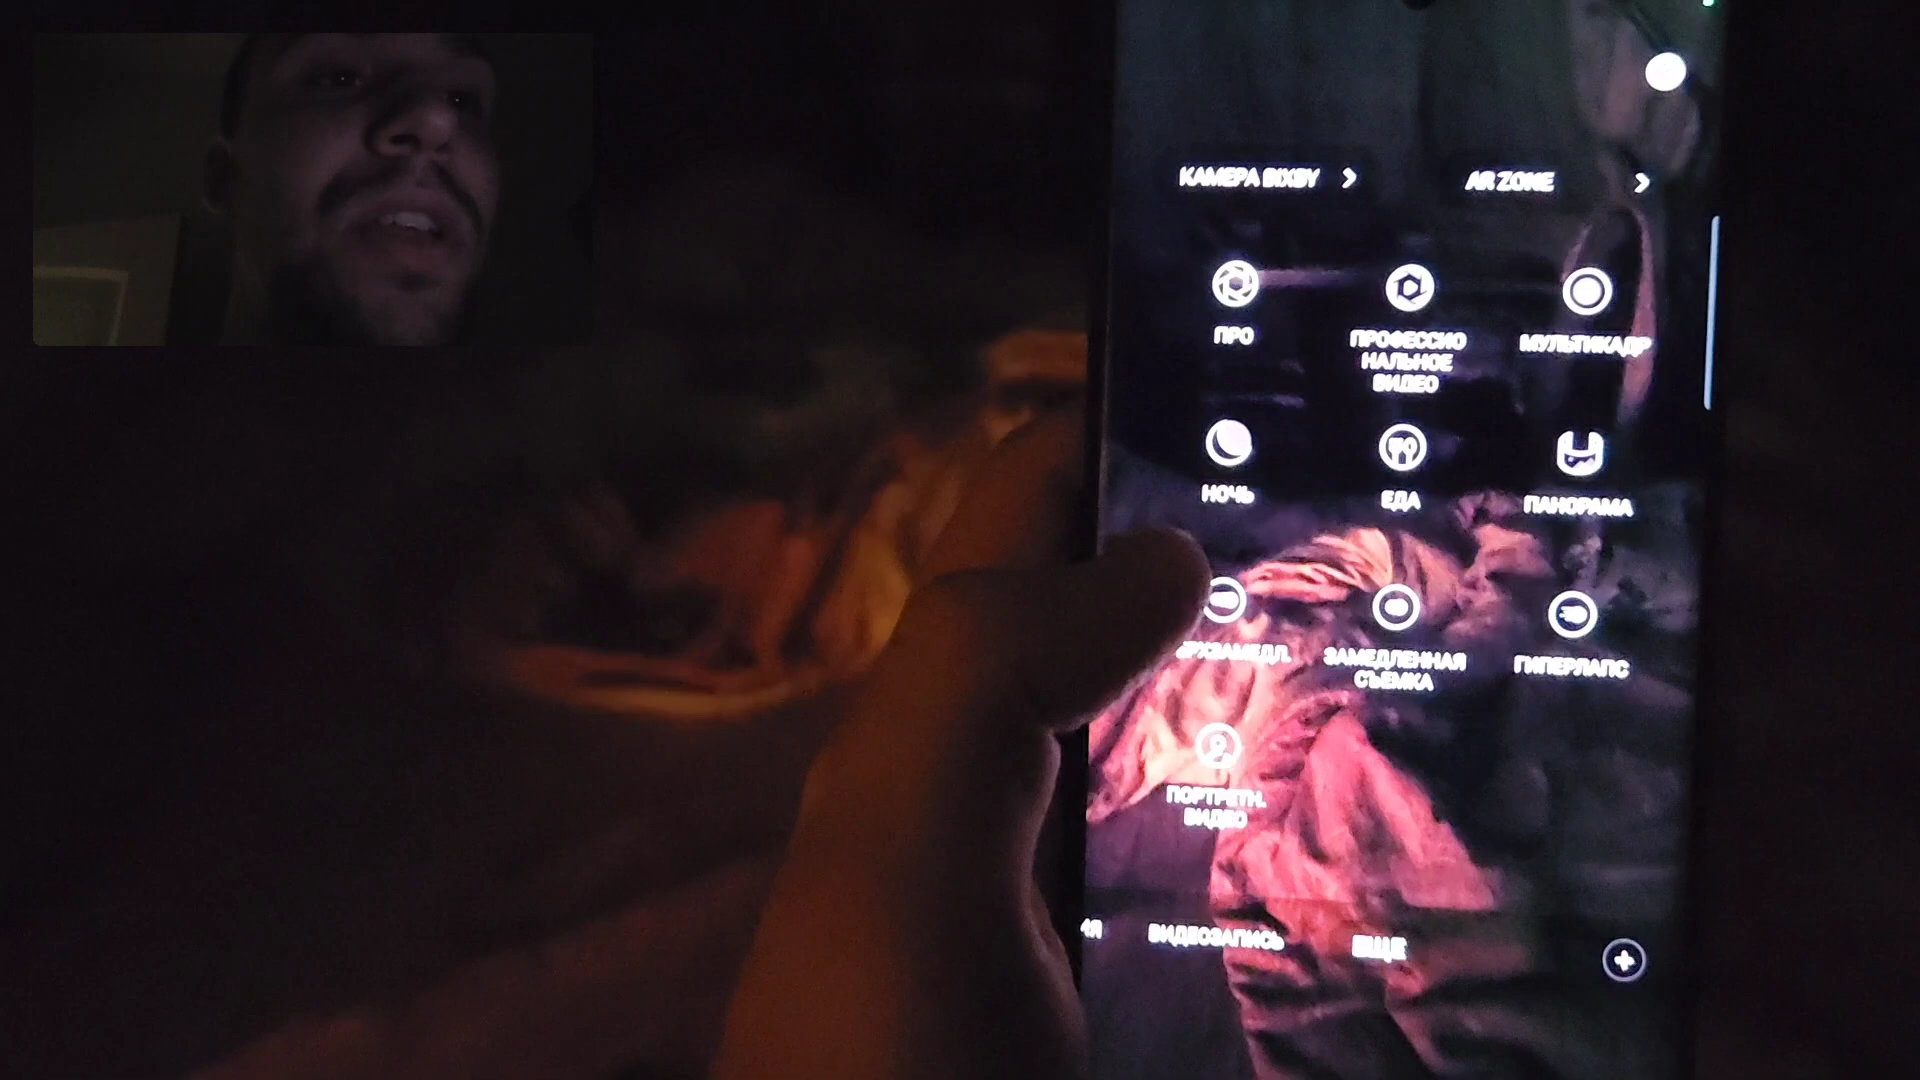 КАМЕРА BIXBY
AR ZONE
ПРО
ПРОФЕССИО
НАЛЬНОЕ
ВИДЕО
МУЛЬТИКАДР
НОЧЬ
ЕДА
ПАНОРАМА
ЗАМЕДЛЕННАЯ
СЪЕМКА
ГИПЕРЛАПС
ПОРТРЕТН.
ВИДЕО
ВИДЕОЗАПИСЬ
ЕЩЕ